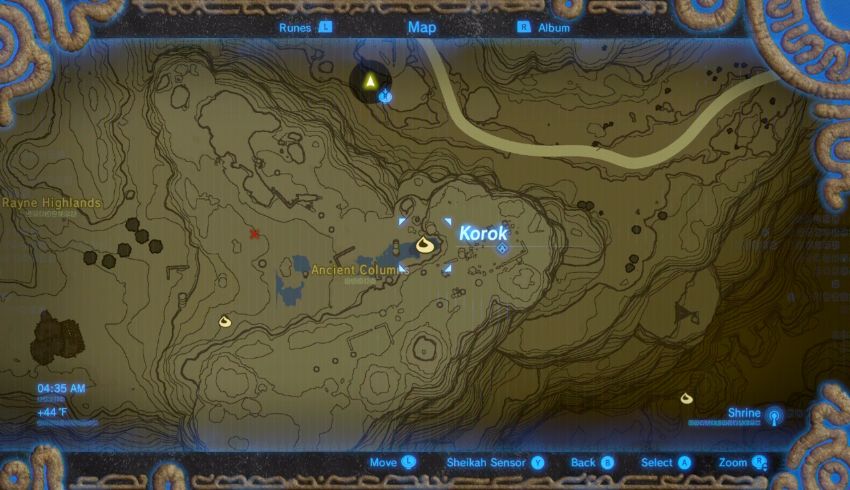 Runes L
Map
R Album
Rayne Highlands
Korok
A
Ancient Columns
04:35 AM
+44°F
Shrine
Move L
Sheikah Sensor Y
Back B
Select A
Zoom R